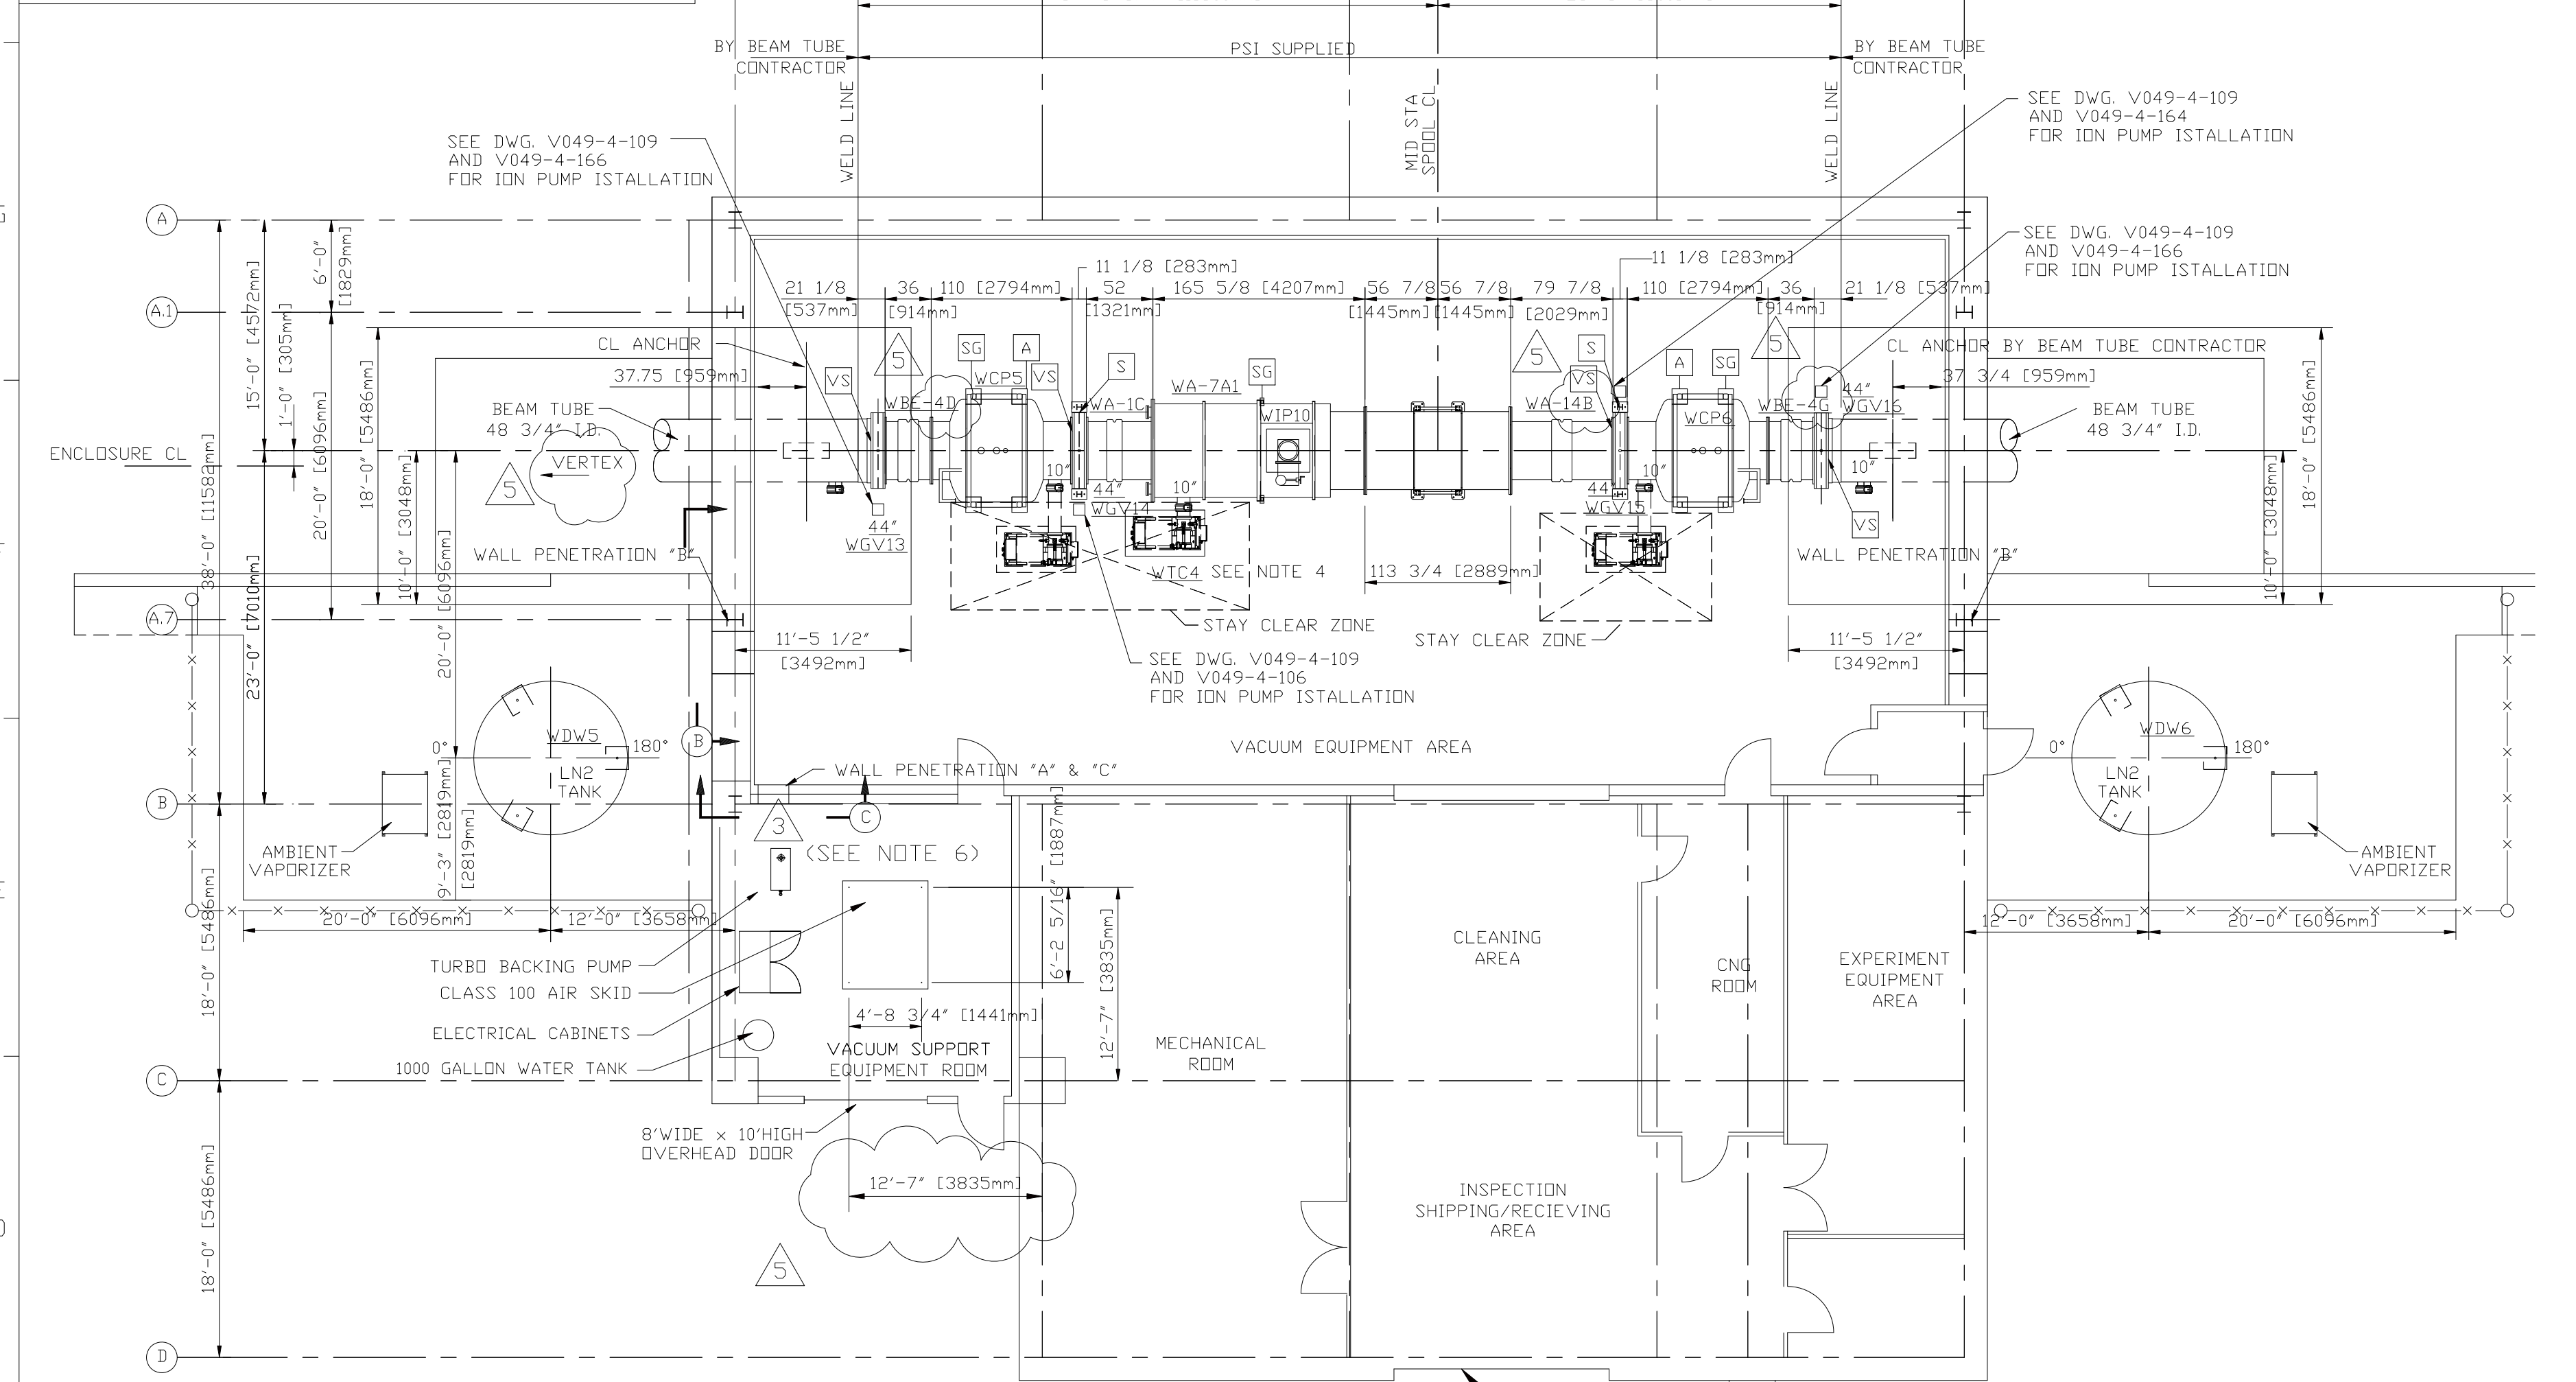 BY BEAM TUBE
CONTRACTOR
PSI SUPPLIED
BY BEAM TUBE
CONTRACTOR
WELD LINE
MID STA
SPOOL CL
WELD LINE
SEE DWG. V049-4-109
AND V049-4-166
FOR ION PUMP ISTALLATION
SEE DWG. V049-4-109
AND V049-4-164
FOR ION PUMP ISTALLATION
SEE DWG. V049-4-109
AND V049-4-166
FOR ION PUMP ISTALLATION
A
A.1
A.7
B
C
D
6'-0"
[1829mm]
15'-0" [4572mm]
1'-0" [305mm]
20'-0" [6096mm]
38'-0" [11582mm]
23'-0" [7010mm]
18'-0" [5486mm]
10'-0" [3048mm]
20'-0" [6096mm]
9'-3" [2819mm]
[2819mm]
18'-0" [5486mm]
18'-0" [5486mm]
21 1/8
[537mm]
36
[914mm]
110 [2794mm]
11 1/8 [283mm]
52
[1321mm]
165 5/8 [4207mm]
56 7/8
[1445mm]
56 7/8
[1445mm]
79 7/8
[2029mm]
11 1/8 [283mm]
110 [2794mm]
36
[914mm]
21 1/8 [537mm]
CL ANCHOR
37.75 [959mm]
5
SG
A
VS
WCP5
VS
S
WA-7A1
SG
5
S
VS
A
SG
5
CL ANCHOR BY BEAM TUBE CONTRACTOR
37 3/4 [959mm]
BEAM TUBE
48 3/4" I.D.
WBE-4D
WA-1C
WIP10
WA-14B
WCP6
WBE-4G
44"
WGV16
BEAM TUBE
48 3/4" I.D.
ENCLOSURE CL
VERTEX
5
10"
44"
WGV14
10"
10"
44"
WGV15
10"
VS
44"
WGV13
WALL PENETRATION "B"
WTC4
SEE NOTE 4
113 3/4 [2889mm]
WALL PENETRATION "B"
10'-0" [3048mm]
18'-0" [5486mm]
STAY CLEAR ZONE
STAY CLEAR ZONE
11'-5 1/2"
[3492mm]
11'-5 1/2"
[3492mm]
SEE DWG. V049-4-109
AND V049-4-106
FOR ION PUMP ISTALLATION
WDW5
0°
180°
LN2
TANK
B
VACUUM EQUIPMENT AREA
WDW6
0°
180°
LN2
TANK
WALL PENETRATION "A" & "C"
C
3
(SEE NOTE 6)
AMBIENT
VAPORIZER
AMBIENT
VAPORIZER
20'-0" [6096mm]
12'-0" [3658mm]
12'-0" [3658mm]
20'-0" [6096mm]
6'-2 5/16" [1887mm]
12'-7" [3835mm]
TURBO BACKING PUMP
CLASS 100 AIR SKID
ELECTRICAL CABINETS
1000 GALLON WATER TANK
4'-8 3/4" [1441mm]
VACUUM SUPPORT
EQUIPMENT ROOM
MECHANICAL
ROOM
CLEANING
AREA
CNG
ROOM
EXPERIMENT
EQUIPMENT
AREA
8'WIDE x 10'HIGH
OVERHEAD DOOR
12'-7" [3835mm]
5
INSPECTION
SHIPPING/RECIEVING
AREA